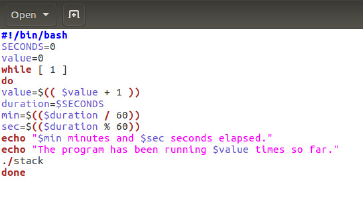 Open
#!/bin/bash
SECONDS=0
value=0
while [ 1 ]
do
value=$(( $value + 1 ))
duration=$SECONDS
min=$(($duration / 60))
sec=$(($duration % 60))
echo "$min minutes and $sec seconds elapsed."
echo "The program has been running $value times so far."
./stack
done